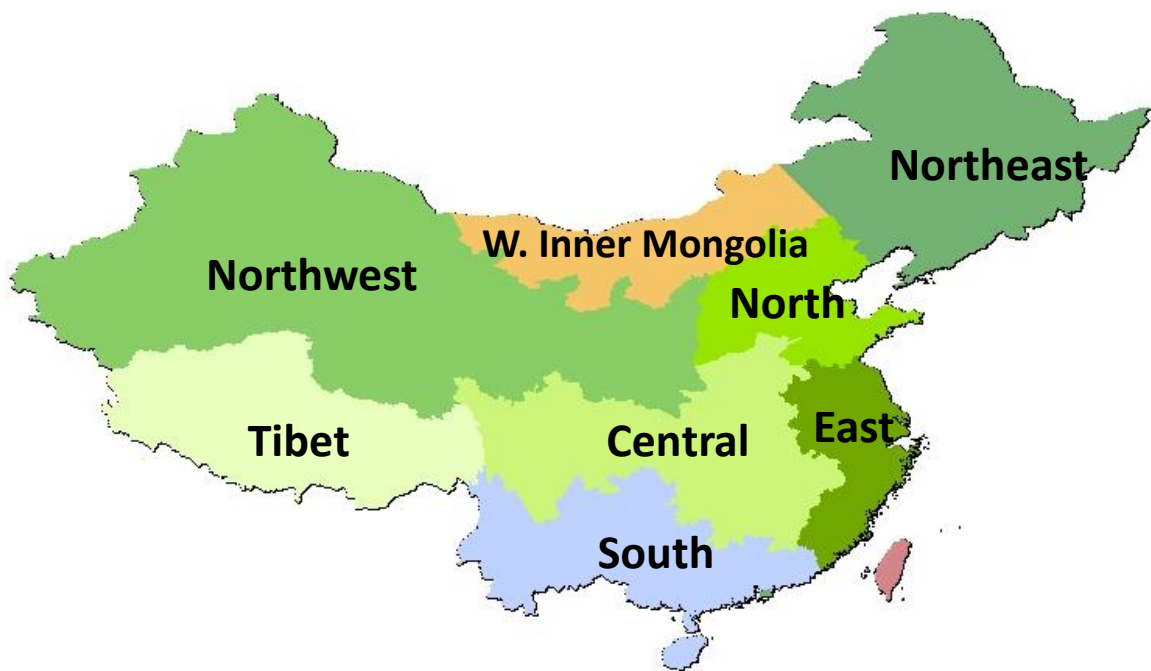 Northeast
W. Inner Mongolia
Northwest
North
Tibet
Central
East
South